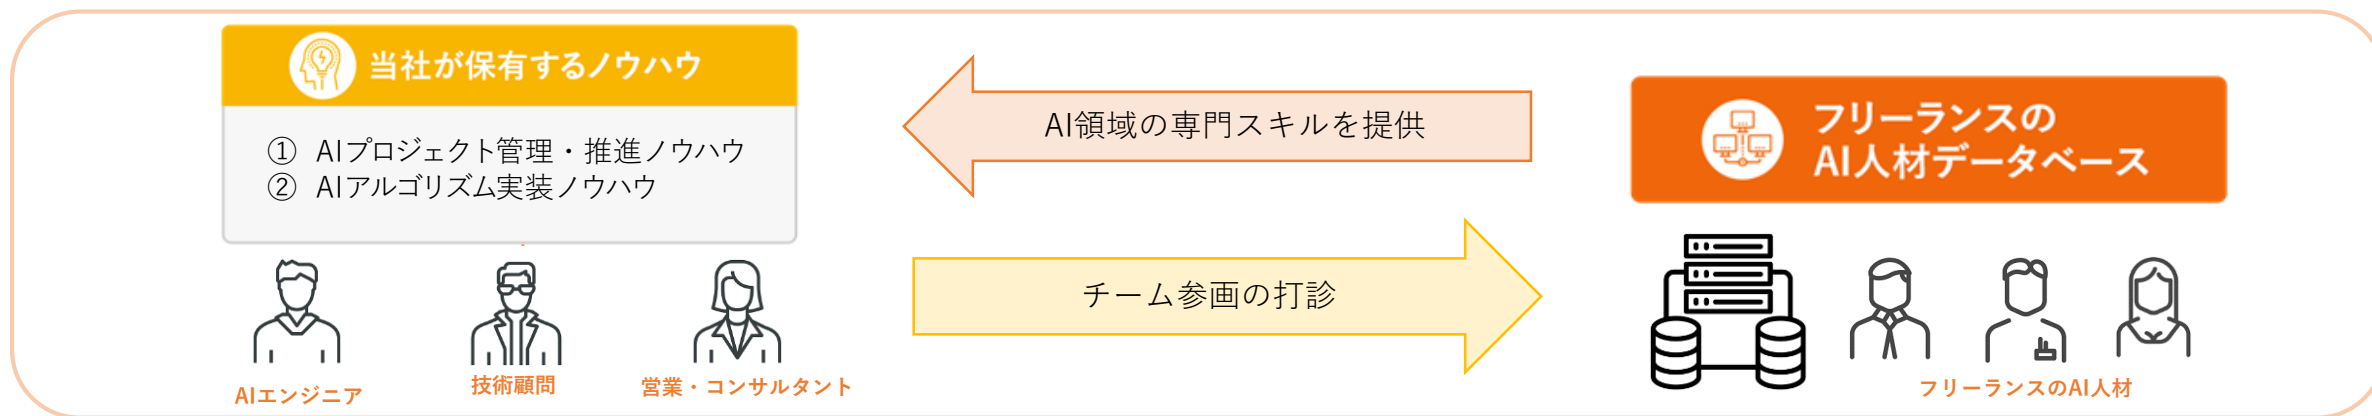 当社が保有するノウハウ
① AIプロジェクト管理・推進ノウハウ
② AIアルゴリズム実装ノウハウ
AIエンジニア
技術顧問
営業・コンサルタント
AI領域の専門スキルを提供
チーム参画の打診
フリーランスの
AI人材データベース
フリーランスのAI人材